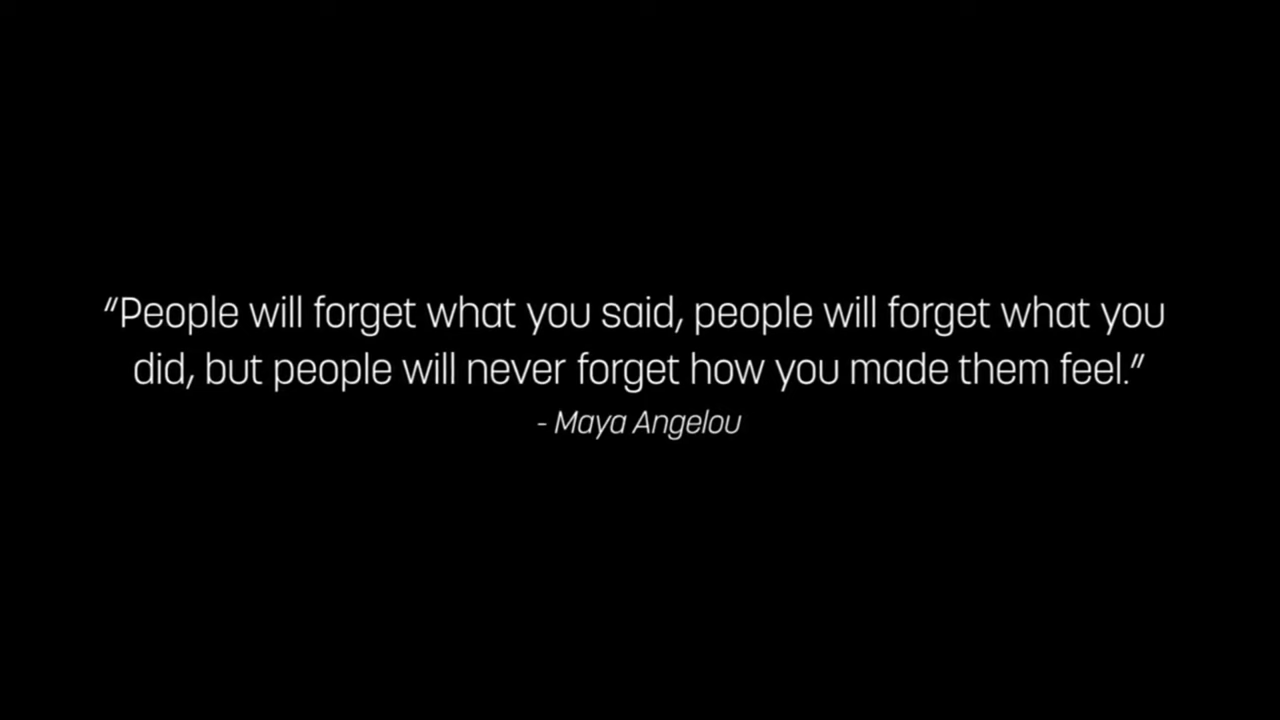 “People will forget what you said, people will forget what you
did, but people will never forget how you made them feel.”
- Maya Angelou